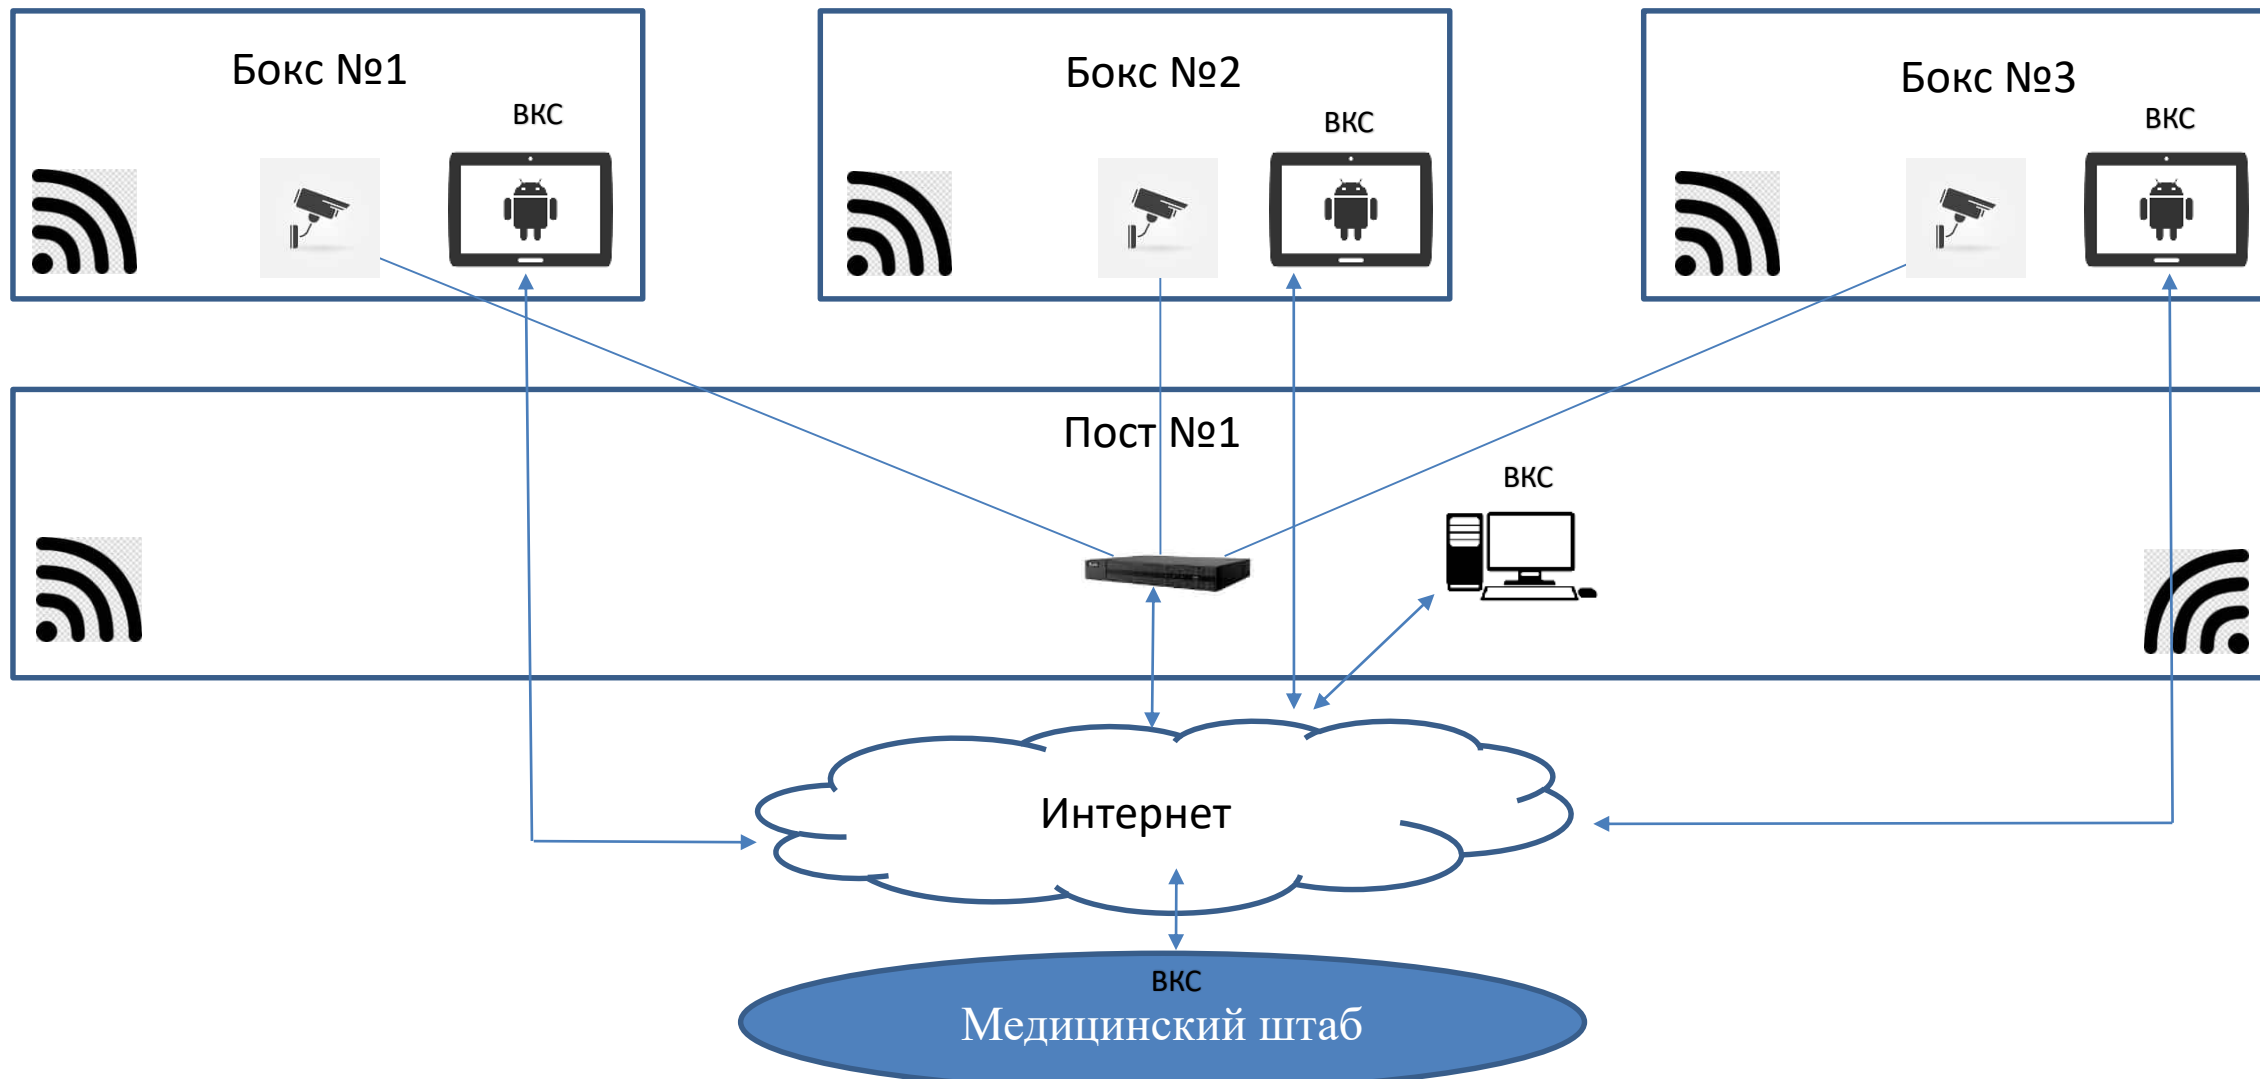 Бокс №1
Бокс №2
Бокс №3
ВКС
ВКС
ВКС
Пост №1
ВКС
Интернет
ВКС
Медицинский штаб